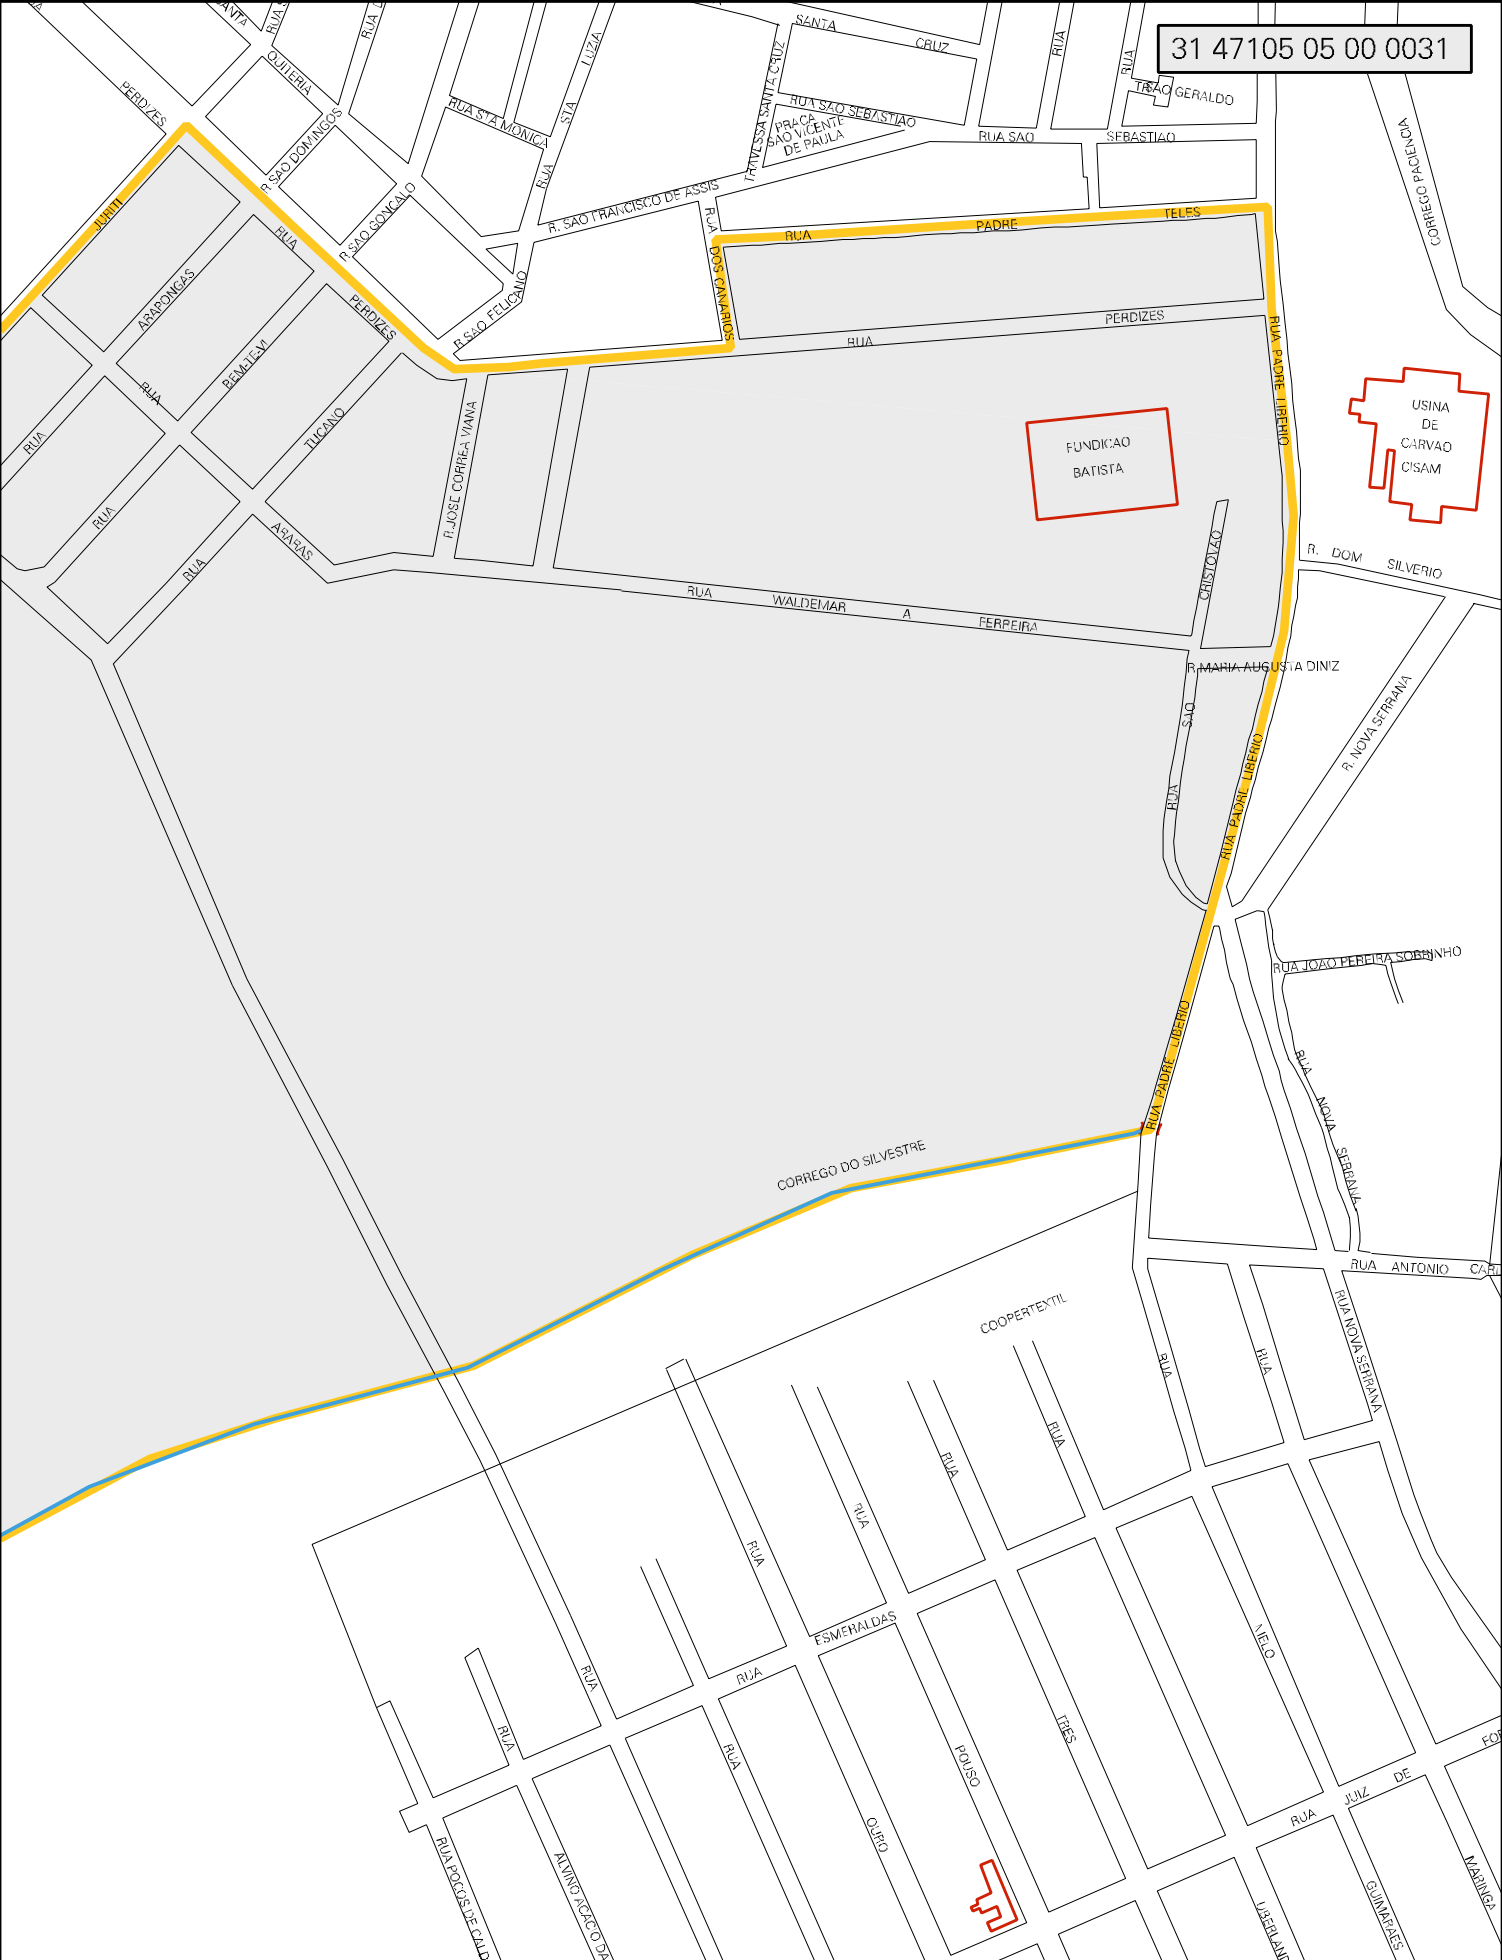 31 47105 05 00 0031
SANTA
CRUZ
RUA
RUA
QUITERIA
PERDIZES
R. SAO DOMINGOS
R. SAO GONCALO
RUA STA MONICA
LUZIA
STA
RUA
TRAVESSA SANTA CRUZ
RUA SAO SEBASTIAO
PRACA
SAO VICENTE
DE PAULA
SAO GERALDO
RUA SAO
SEBASTIAO
CORREGO PACIENCIA
R. SAO FRANCISCO DE ASSIS
RUA
DOS CANARIOS
RUA
PADRE
TELES
JURITI
RUA
PERDIZES
R SAO FELICANO
ARAPONGAS
BEM-TE-VI
TUCANO
RUA
RUA
RUA
RUA
ARARAS
R.JOSE CORREA VIANA
RUA
PERDIZES
RUA PADRE LIBERIO
FUNDICAO
BATISTA
USINA
DE
CARVAO
CISAM
CRISTOVAO
R. DOM SILVERIO
RUA
WALDEMAR
A
FERREIRA
R.MARIA AUGUSTA DINIZ
SAO
RUA
RUA PADRE LIBERIO
R. NOVA SERRANA
RUA JOAO PEREIRA SOBRINHO
RUA PADRE LIBERIO
RUA
NOVA
SERRANA
CORREGO DO SILVESTRE
RUA ANTONIO
COOPERTEXTIL
RUA
RUA
RUA NOVA SERRANA
RUA
RUA
RUA
RUA
RUA
ESMERALDAS
RUA
RUA
RUA
MELO
TRES
POUSO
OURO
RUA
JUIZ
DE
RUA POCOS DE CALD
ALVINO ACACIO DA
UBERLAN
GUIMARAES
MARINGA